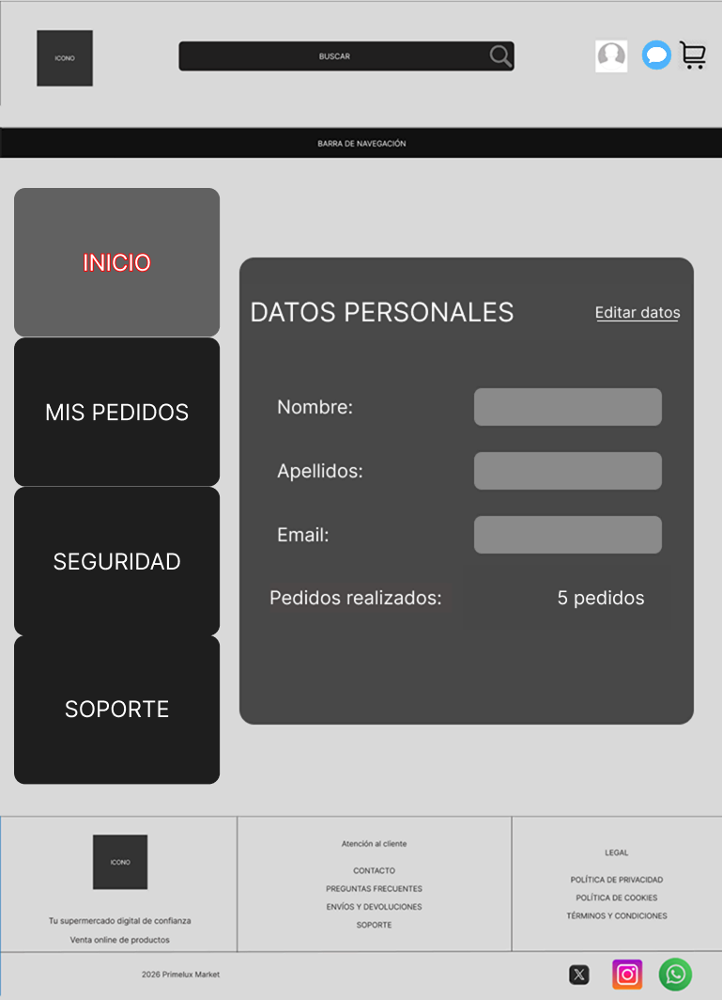 ICONO
BUSCAR
BARRA DE NAVEGACIÓN
INICIO
MIS PEDIDOS
SEGURIDAD
SOPORTE
DATOS PERSONALES
Editar datos
Nombre:
Apellidos:
Email:
Pedidos realizados:
5 pedidos
ICONO
Tu supermercado digital de confianza
Venta online de productos
Atención al cliente
CONTACTO
PREGUNTAS FRECUENTES
ENVÍOS Y DEVOLUCIONES
SOPORTE
LEGAL
POLÍTICA DE PRIVACIDAD
POLÍTICA DE COOKIES
TÉRMINOS Y CONDICIONES
2026 Primelux Market